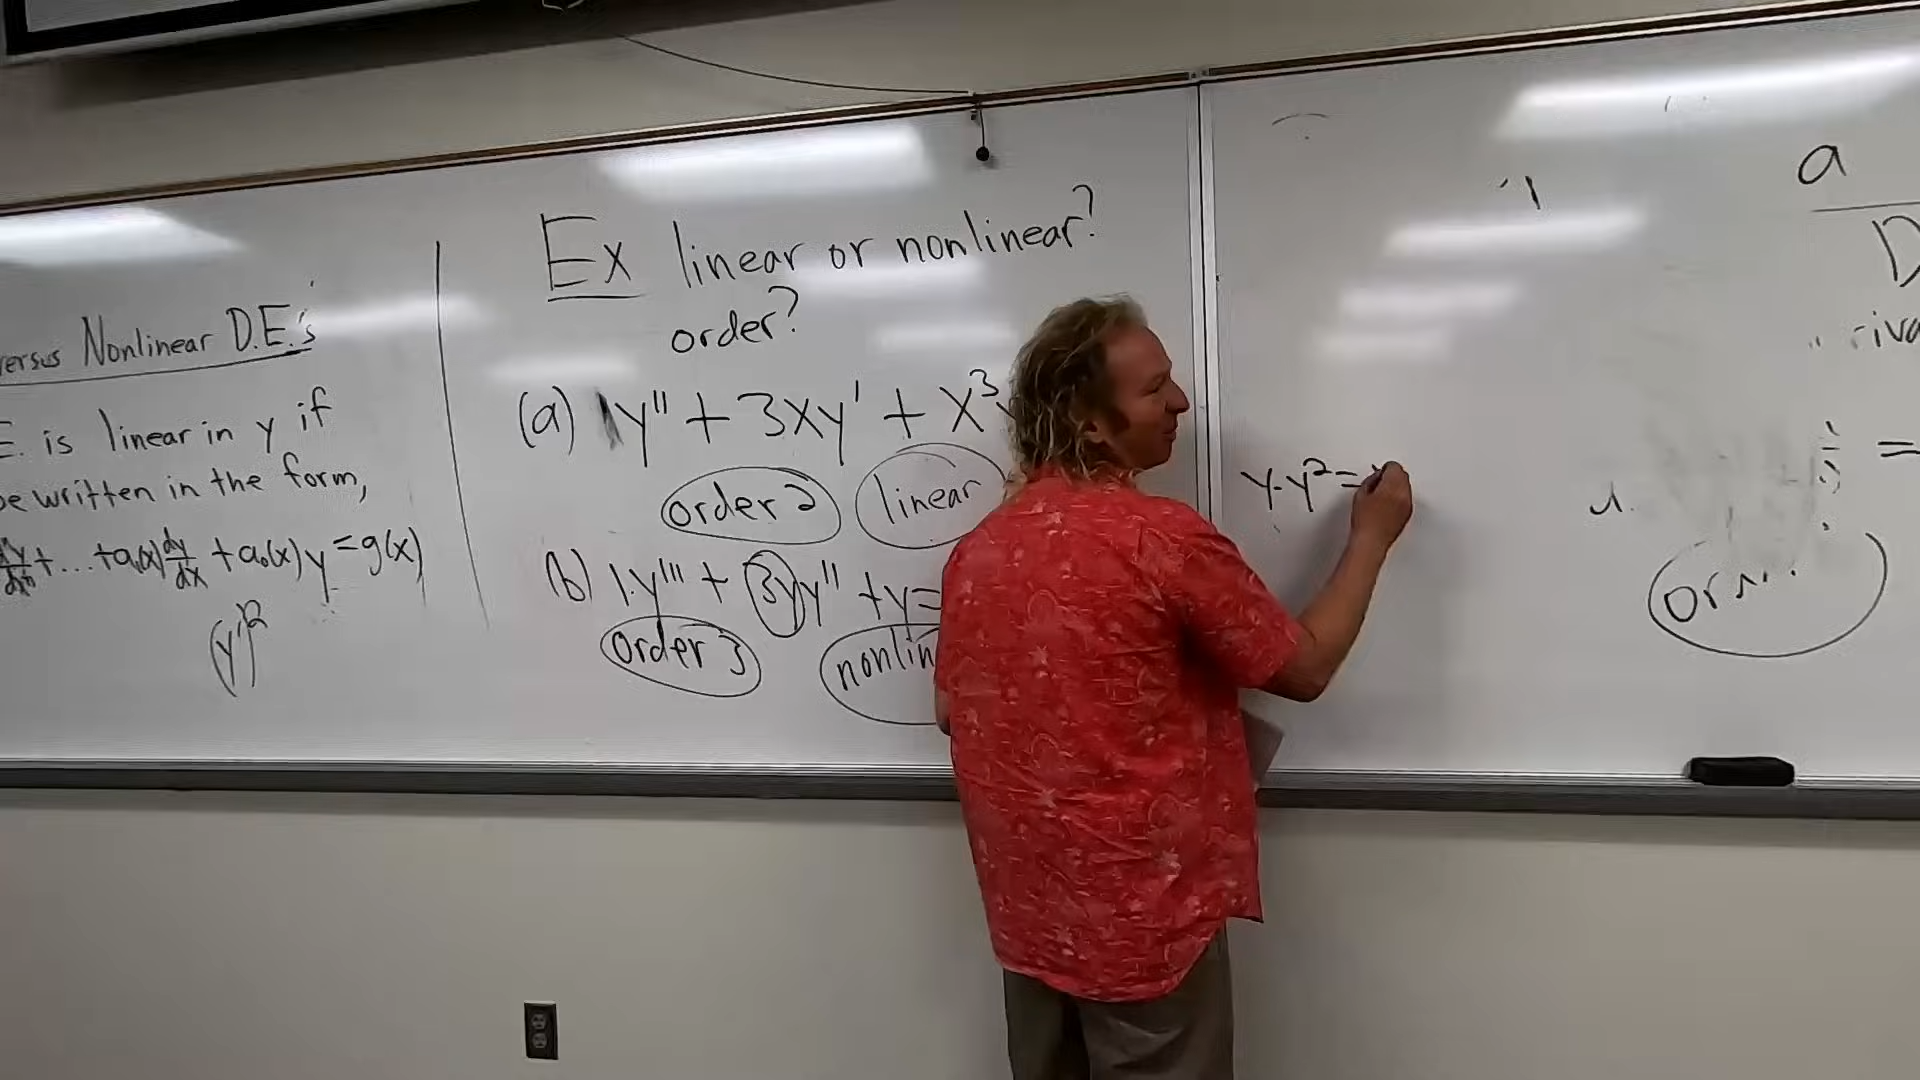 versus Nonlinear D.E.'s
E. is linear in y if
be written in the form,
+...+a₁(x) dy/dx + a₀(x) y = g(x)
(y')²
Ex linear or nonlinear?
order?
(a) 1y'' + 3xy' + x³
order 2 linear
(b) 1·y''' + 3yy'' + y =
order 3 nonlin
y·y² =
a
D
=
or